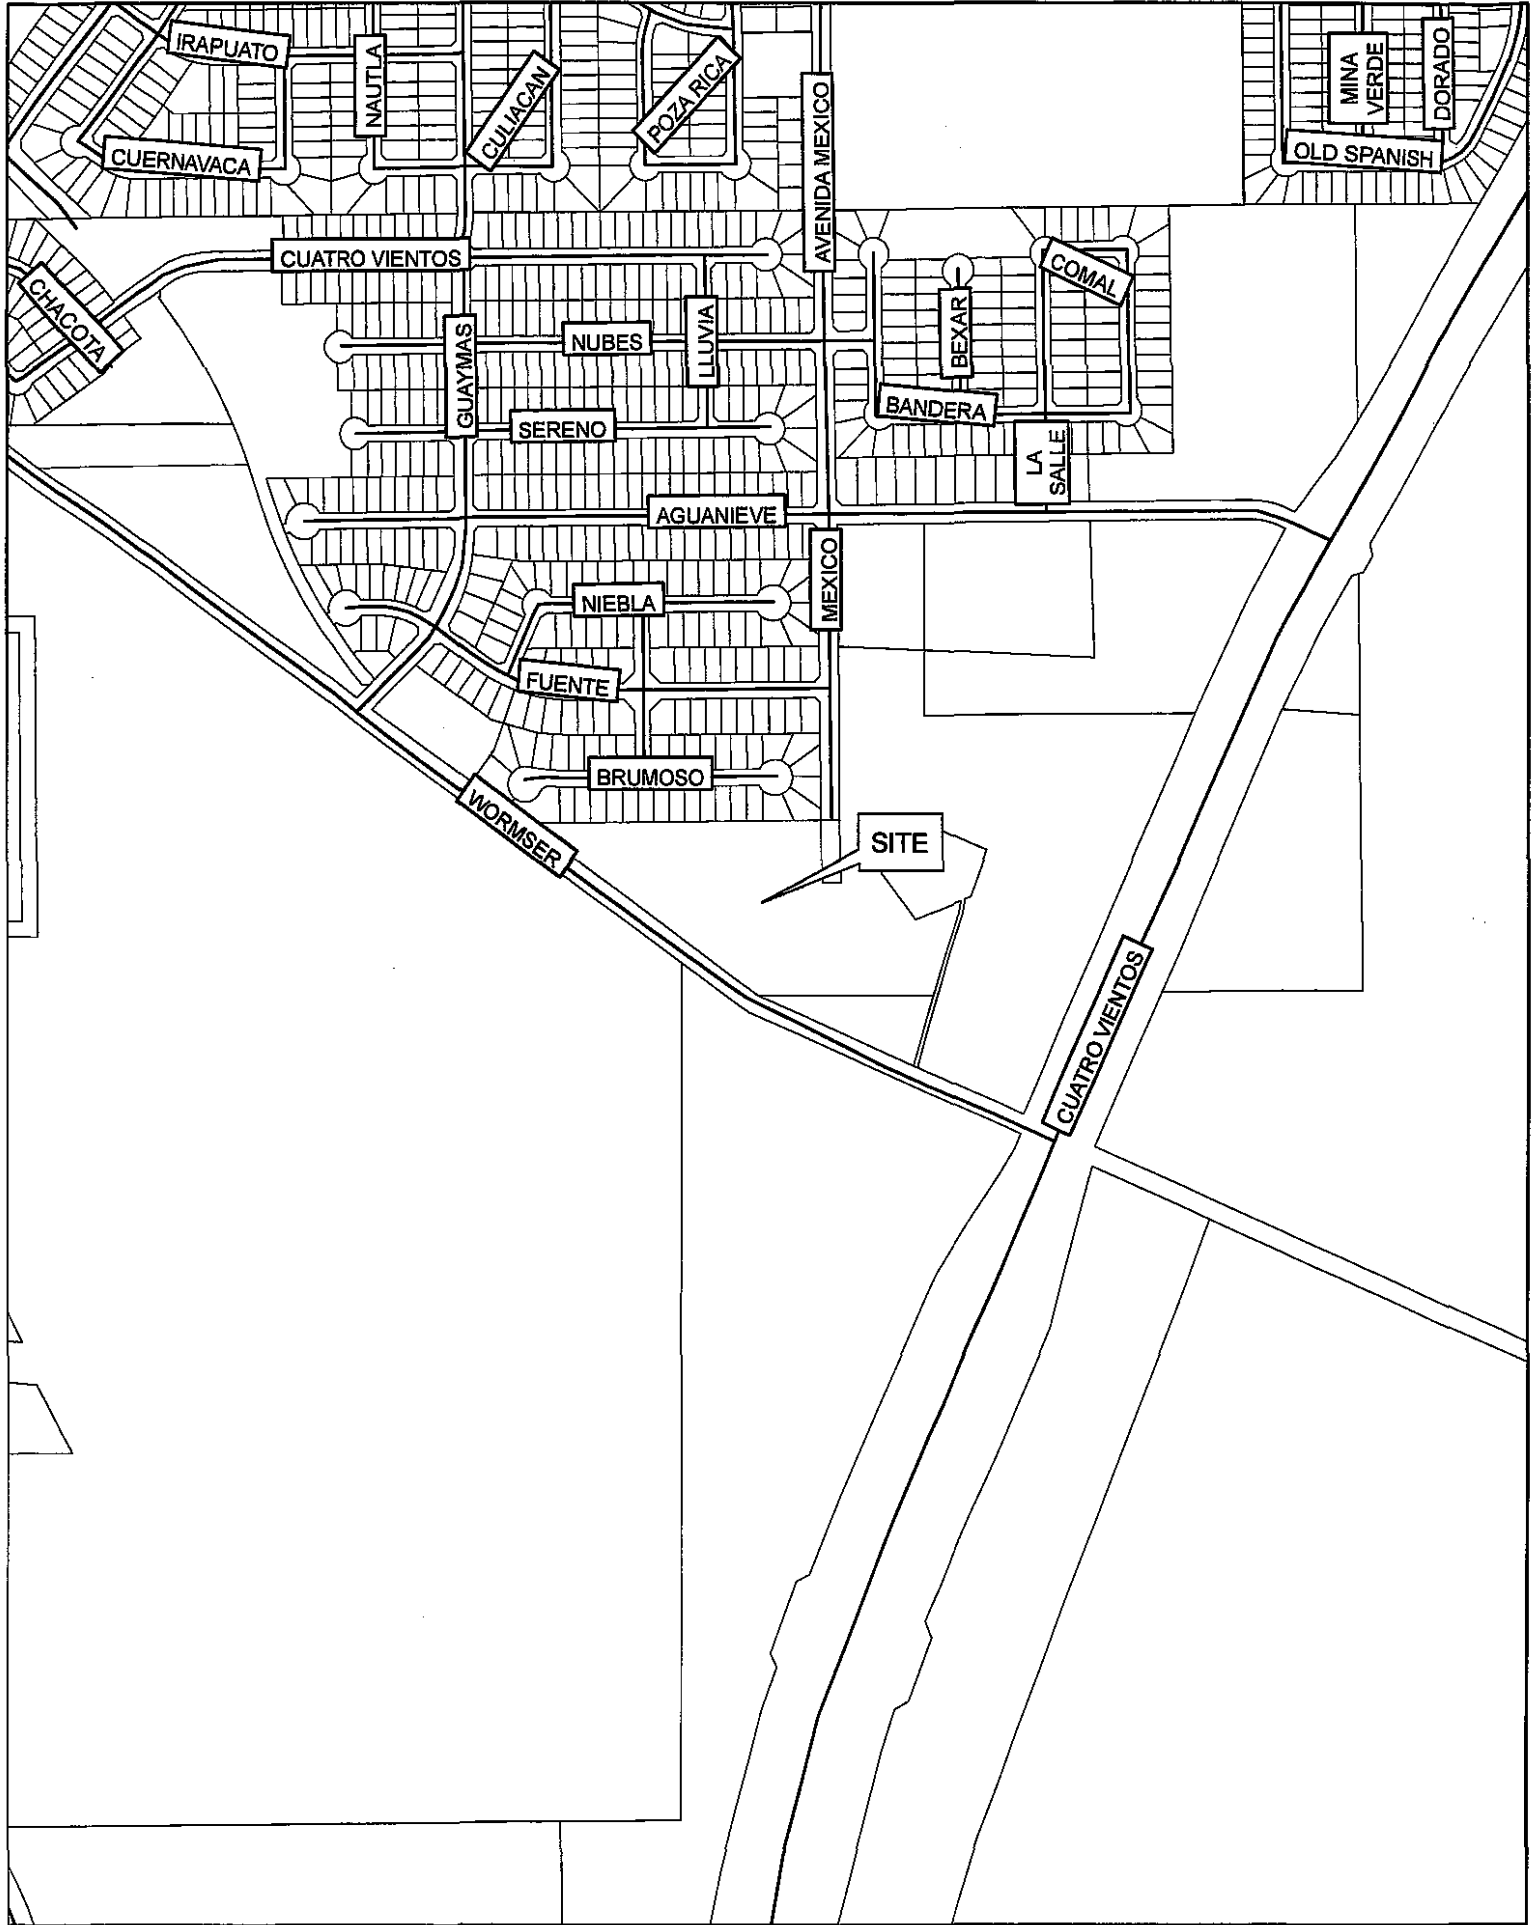 IRAPUATO
NAUTLA
CULIACAN
POZA RICA
AVENIDA MEXICO
MINA
VERDE
DORADO
CUERNAVACA
OLD SPANISH
CUATRO VIENTOS
COMAL
CHACOTA
GUAYMAS
NUBES
LLUVIA
BEXAR
BANDERA
SERENO
LA
SALLE
AGUANIEVE
MEXICO
NIEBLA
FUENTE
BRUMOSO
WORMSER
SITE
CUATRO VIENTOS